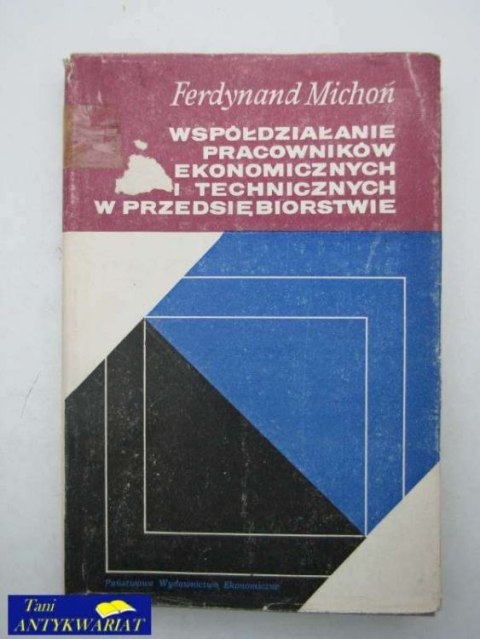 Ferdynand Michoń
WSPÓŁDZIAŁANIE
PRACOWNIKÓW
EKONOMICZNYCH
I TECHNICZNYCH
W PRZEDSIĘBIORSTWIE
Państwowe Wydawnictwo Ekonomiczne
Tani
ANTYKWARIAT